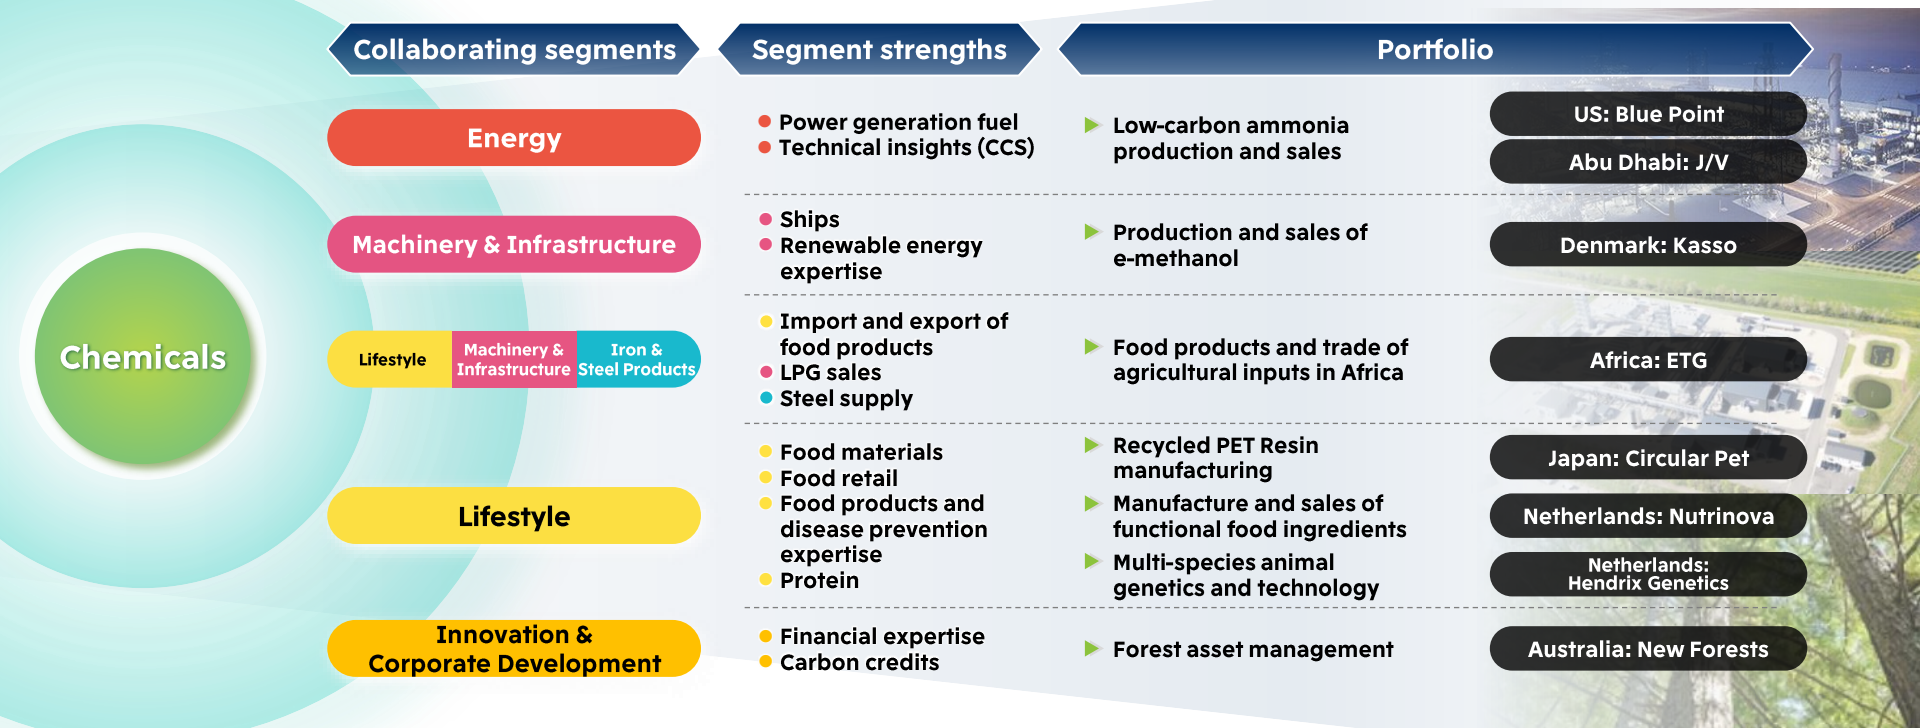 Collaborating segments
Segment strengths
Portfolio
Chemicals
Energy
Power generation fuel
Technical insights (CCS)
Low-carbon ammonia
production and sales
US: Blue Point
Abu Dhabi: J/V
Machinery & Infrastructure
Ships
Renewable energy
expertise
Production and sales of
e-methanol
Denmark: Kasso
Lifestyle
Machinery &
Infrastructure
Iron &
Steel Products
Import and export of
food products
LPG sales
Steel supply
Food products and trade of
agricultural inputs in Africa
Africa: ETG
Lifestyle
Food materials
Food retail
Food products and
disease prevention
expertise
Protein
Recycled PET Resin
manufacturing
Japan: Circular Pet
Manufacture and sales of
functional food ingredients
Netherlands: Nutrinova
Multi-species animal
genetics and technology
Netherlands:
Hendrix Genetics
Innovation &
Corporate Development
Financial expertise
Carbon credits
Forest asset management
Australia: New Forests